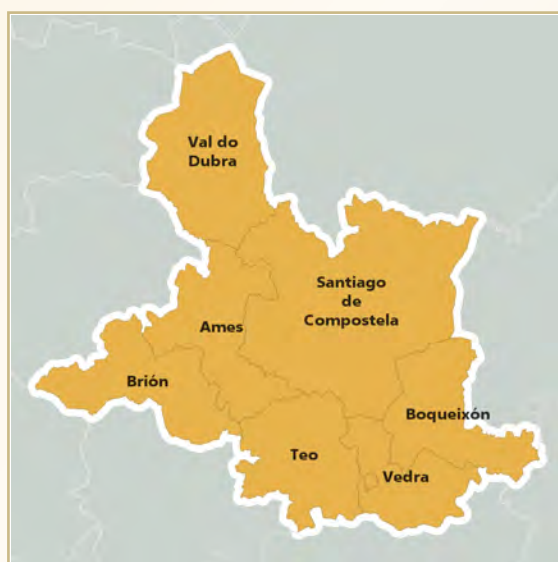 Val do
Dubra
Santiago
de
Compostela
Ames
Brión
Boqueixón
Teo
Vedra